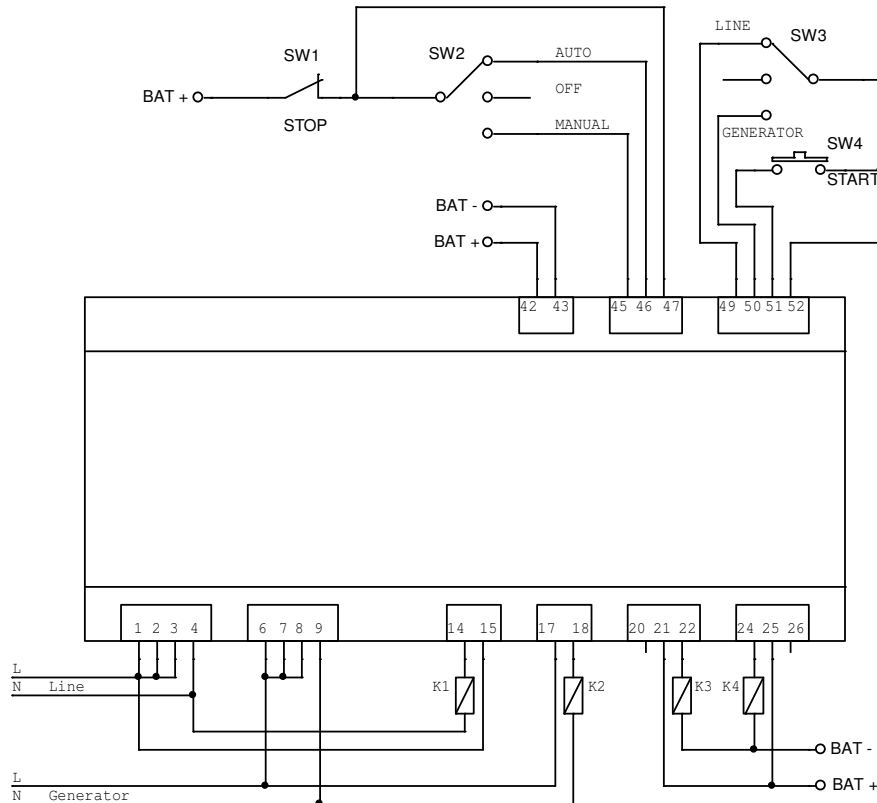 LINE
SW3
SW1
SW2
AUTO
BAT +
OFF
STOP
MANUAL
GENERATOR
SW4
START
BAT -
BAT +
42 43
45 46 47
49 50 51 52
1 2 3 4
6 7 8 9
14 15
17 18
20 21 22
24 25 26
L
N Line
K1
K2
K3
K4
BAT -
L
BAT +
N Generator